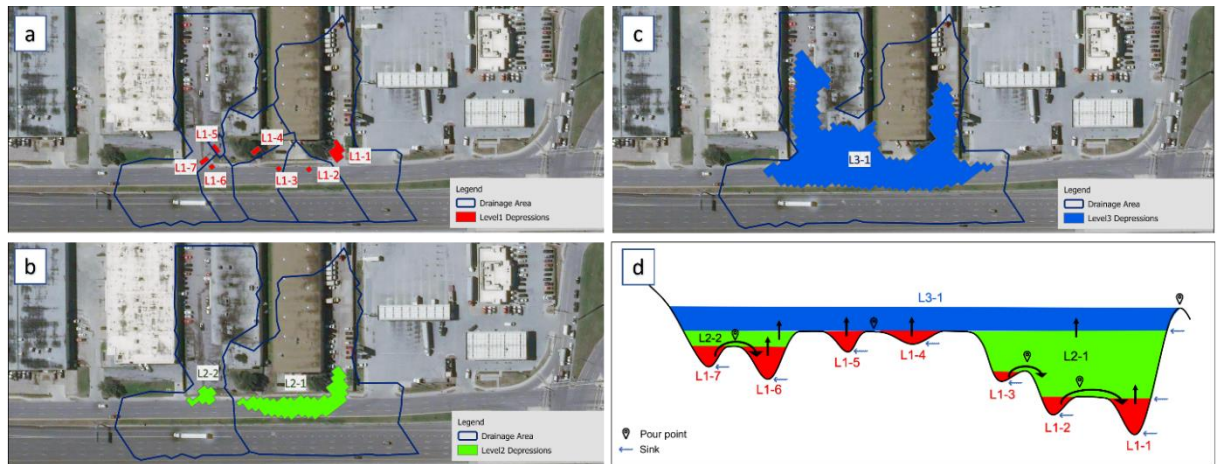 a
L1-5
L1-4
L1-7
L1-1
L1-6
L1-3
L1-2
Legend
Drainage Area
Level1 Depressions
b
L2-2
L2-1
Legend
Drainage Area
Level2 Depressions
c
L3-1
Legend
Drainage Area
Level3 Depressions
d
L3-1
L2-2
L2-1
L1-7
L1-6
L1-5
L1-4
L1-3
L1-2
L1-1
Pour point
Sink